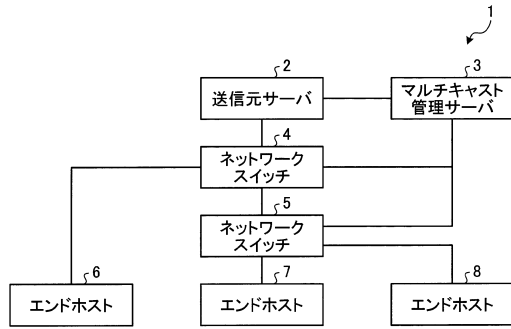 1
2
送信元サーバ
3
マルチキャスト
管理サーバ
4
ネットワーク
スイッチ
5
ネットワーク
スイッチ
6
エンドホスト
7
エンドホスト
8
エンドホスト